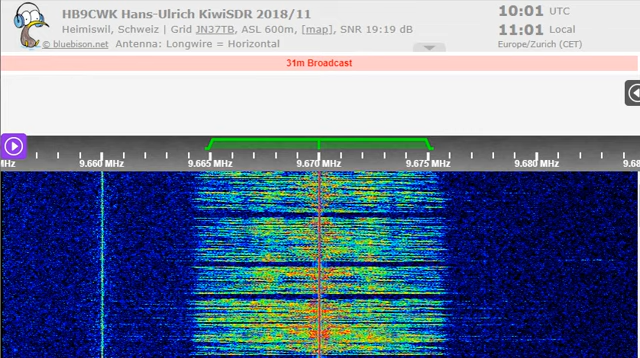 HB9CWK Hans-Ulrich KiwiSDR 2018/11
Heimiswil, Schweiz | Grid JN37TB, ASL 600m, [map], SNR 19:19 dB
© bluebison.net Antenna: Longwire = Horizontal
10:01 UTC
11:01 Local
Europe/Zurich (CET)
31m Broadcast
MHz 9.660 MHz 9.665 MHz 9.670 MHz 9.675 MHz 9.680 MHz 9.68